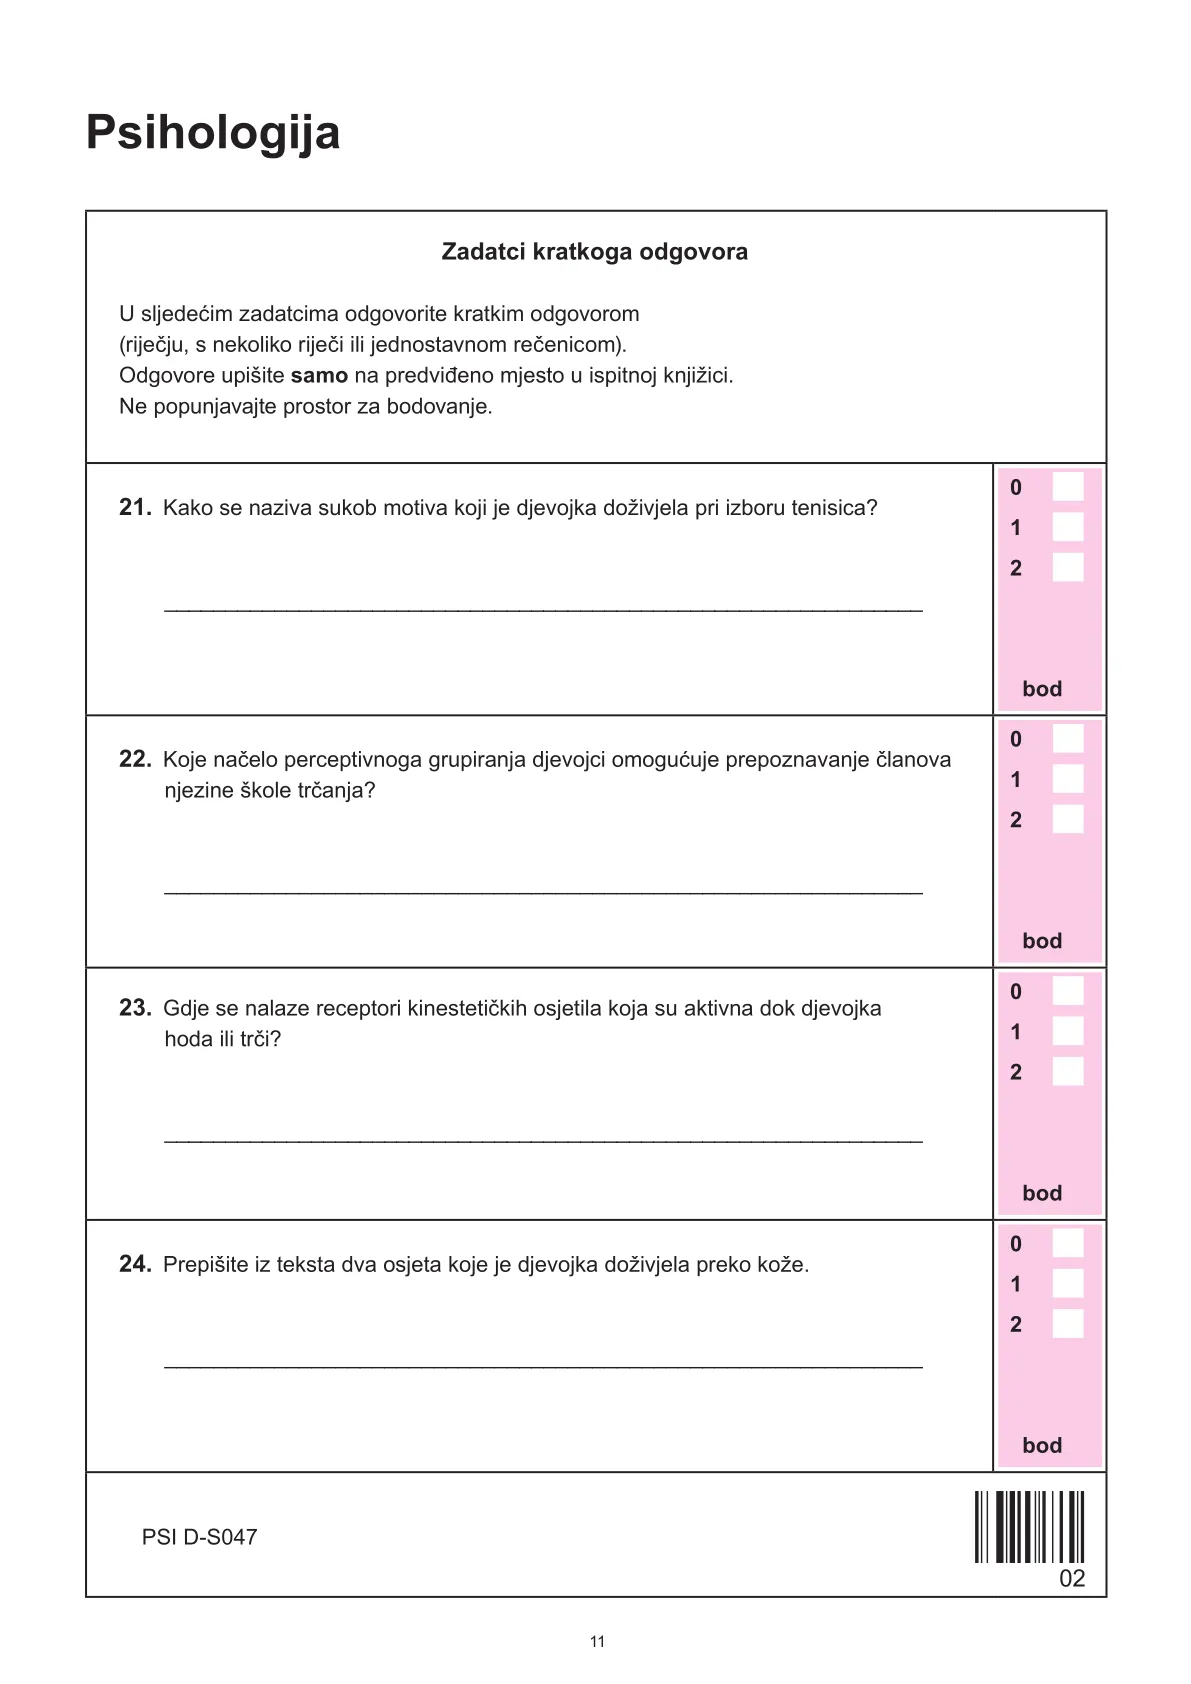 Psihologija
Zadatci kratkoga odgovora
U sljedećim zadatcima odgovorite kratkim odgovorom
(riječju, s nekoliko riječi ili jednostavnom rečenicom).
Odgovore upišite samo na predviđeno mjesto u ispitnoj knjižici.
Ne popunjavajte prostor za bodovanje.
21. Kako se naziva sukob motiva koji je djevojka doživjela pri izboru tenisica?
0
1
2
bod
22. Koje načelo perceptivnoga grupiranja djevojci omogućuje prepoznavanje članova
njezine škole trčanja?
0
1
2
bod
23. Gdje se nalaze receptori kinestetičkih osjetila koja su aktivna dok djevojka
hoda ili trči?
0
1
2
bod
24. Prepišite iz teksta dva osjeta koje je djevojka doživjela preko kože.
0
1
2
bod
PSI D-S047
02
11